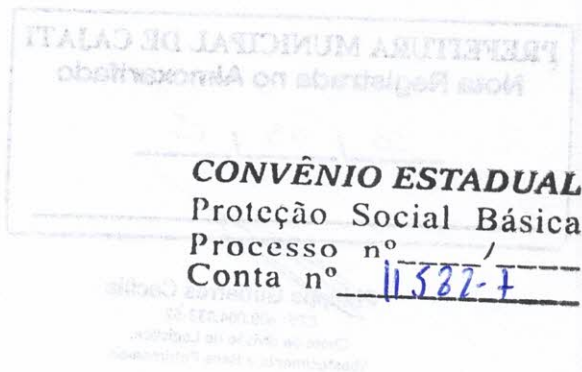 PREFEITURA MUNICIPAL DE CAJATI
Nota Registrada no Almoxarifado
CONVÊNIO ESTADUAL
Proteção Social Básica
Processo nº ____/____
Conta nº 11582-7